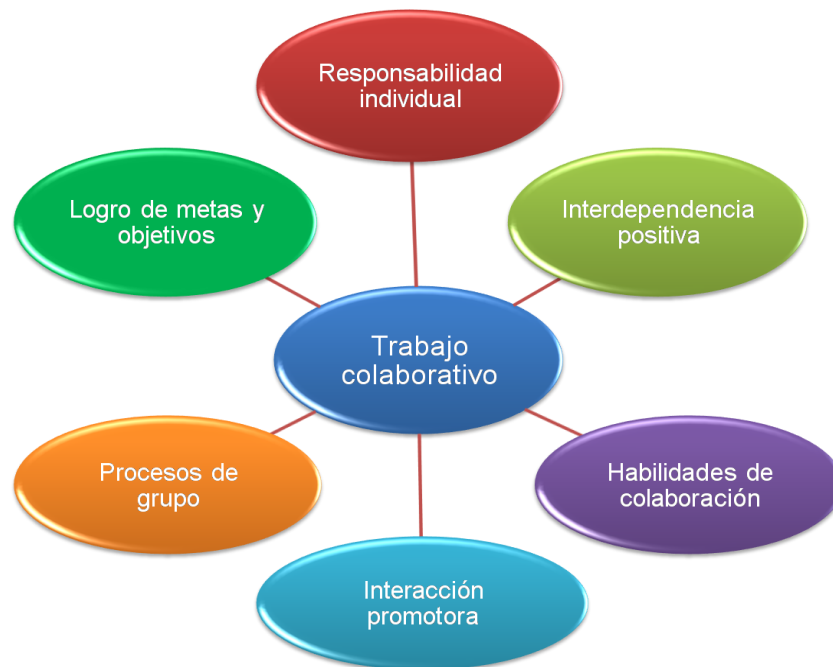 Responsabilidad
individual
Logro de metas y
objetivos
Interdependencia
positiva
Trabajo
colaborativo
Procesos de
grupo
Habilidades de
colaboración
Interacción
promotora